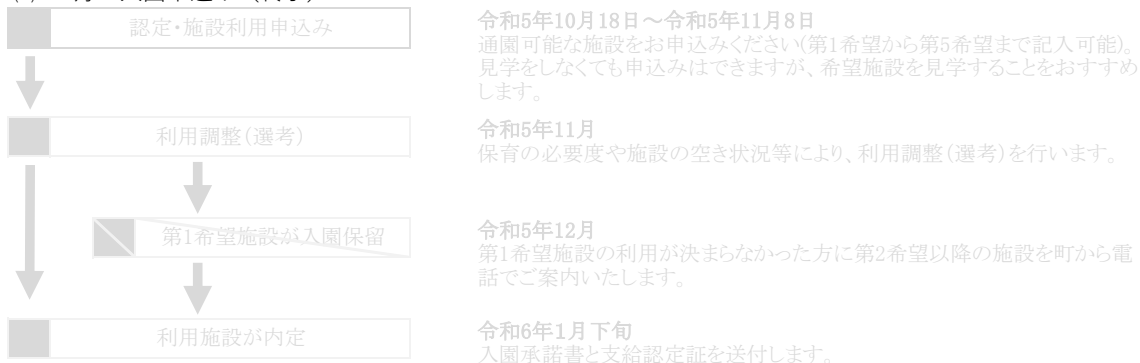 認定・施設利用申込み
令和5年10月18日～令和5年11月8日
通園可能な施設をお申込みください(第1希望から第5希望まで記入可能)。
見学をしなくても申込みはできますが、希望施設を見学することをおすすめ
します。
利用調整(選考)
令和5年11月
保育の必要度や施設の空き状況等により、利用調整(選考)を行います。
第1希望施設が入園保留
令和5年12月
第1希望施設の利用が決まらなかった方に第2希望以降の施設を町から電
話でご案内いたします。
利用施設が内定
令和6年1月下旬
入園承諾書と支給認定証を送付します。